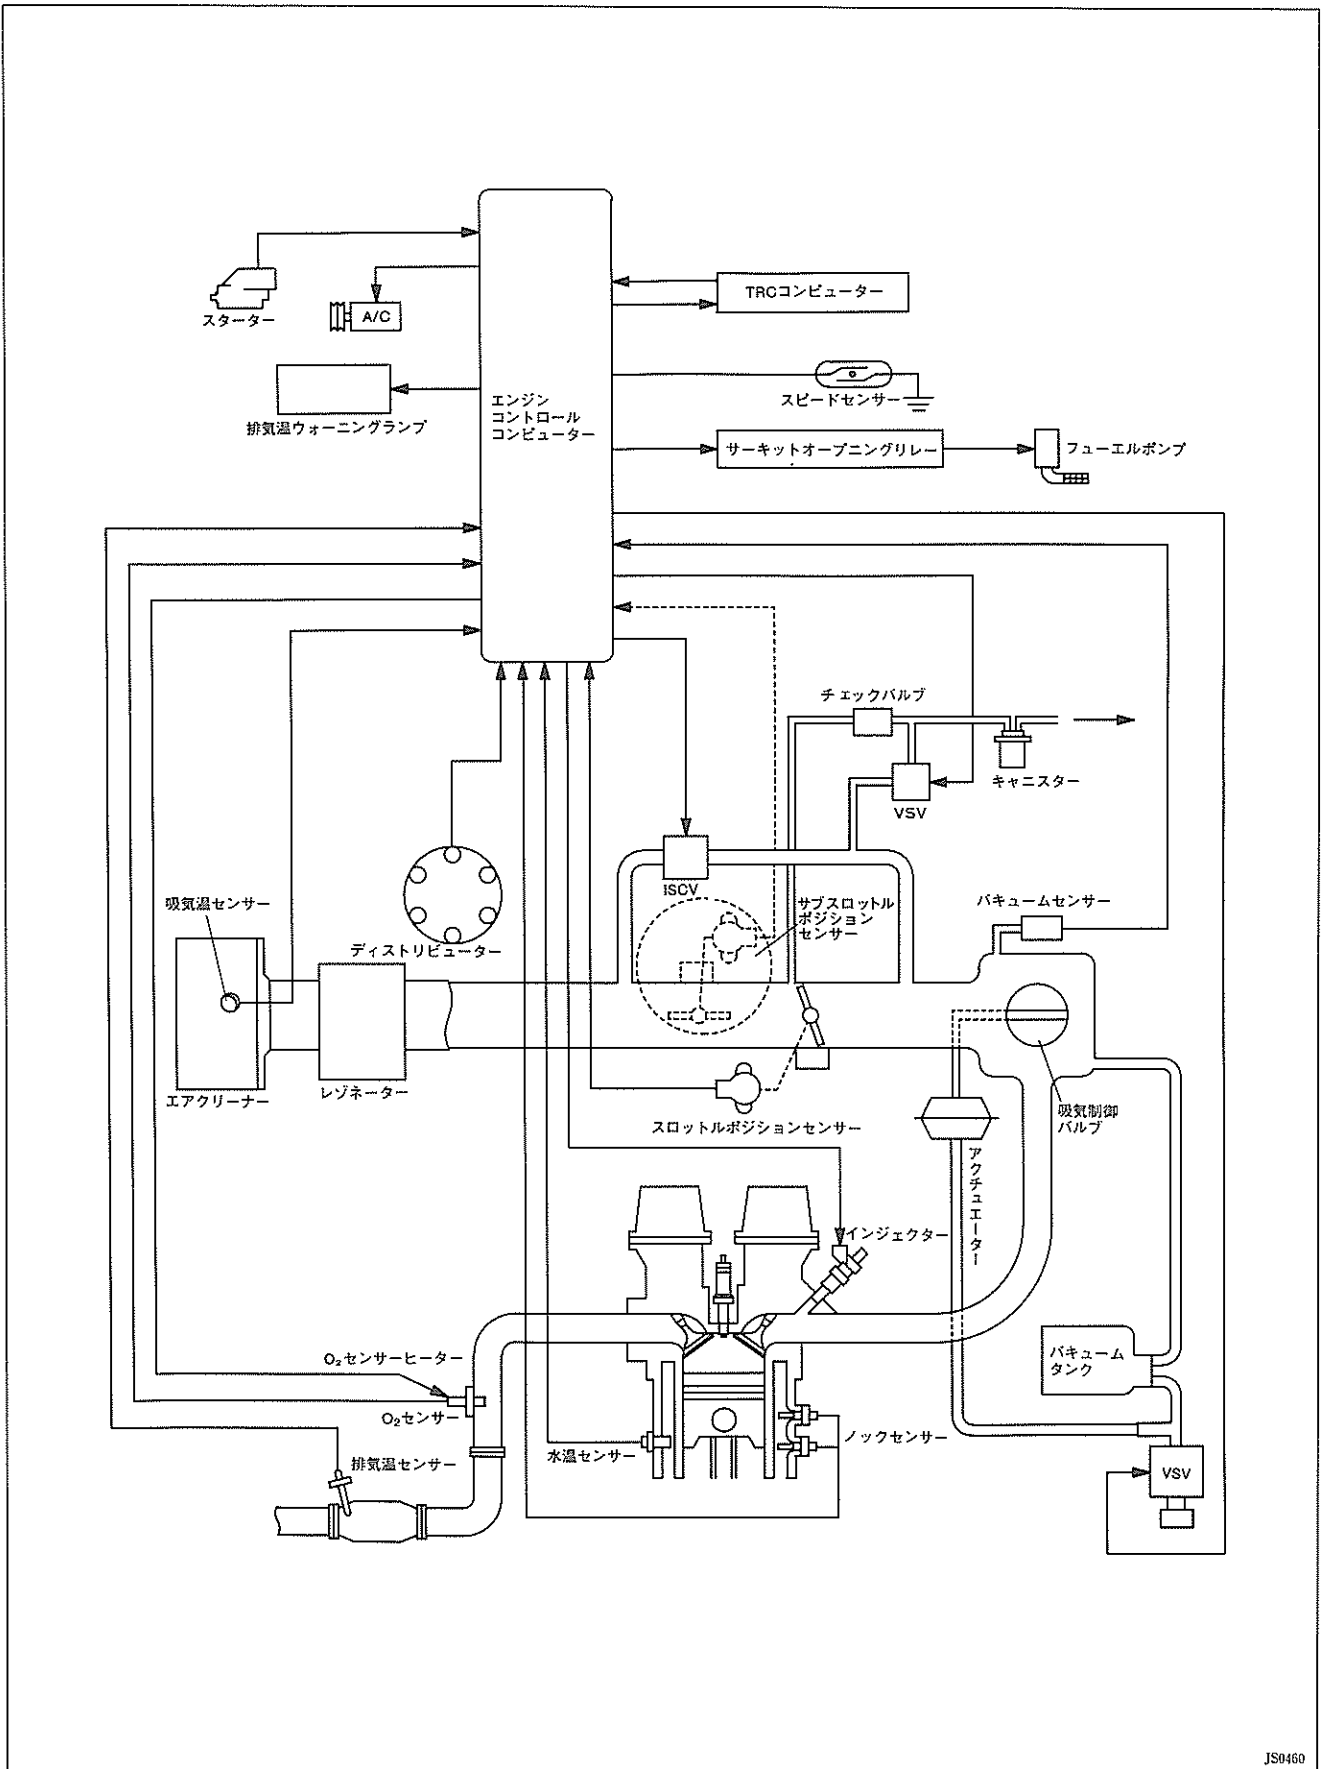 スターター
A/C
TRCコンピューター
スピードセンサー
排気温ウォーニングランプ
エンジン
コントロール
コンピューター
サーキットオープニングリレー
フューエルポンプ
チェックバルブ
キャニスター
VSV
ISCV
吸気温センサー
ディストリビューター
サブスロットル
ポジション
センサー
バキュームセンサー
エアクリーナー
レゾネーター
スロットルポジションセンサー
吸気制御
バルブ
アクチュエーター
インジェクター
O₂センサーヒーター
O₂センサー
バキューム
タンク
排気温センサー
水温センサー
ノックセンサー
VSV
JS0460